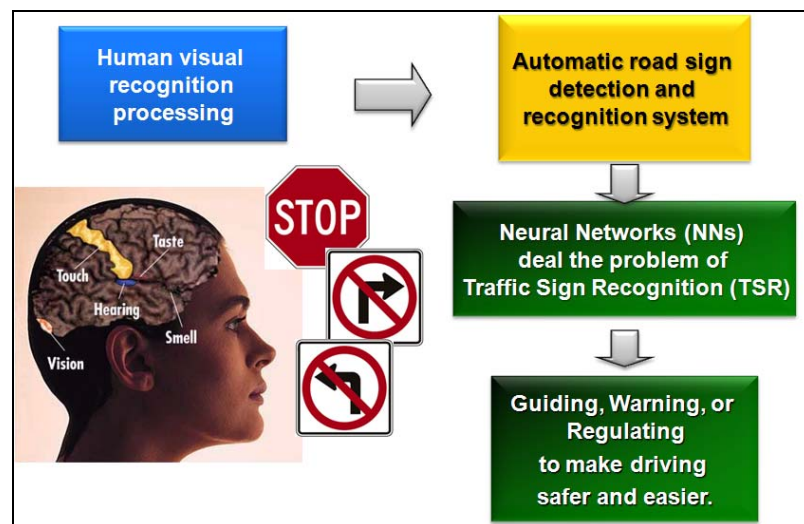 Human visual
recognition
processing
Automatic road sign
detection and
recognition system
Neural Networks (NNs)
deal the problem of
Traffic Sign Recognition (TSR)
Guiding, Warning, or
Regulating
to make driving
safer and easier.
STOP
Taste
Touch
Hearing
Smell
Vision